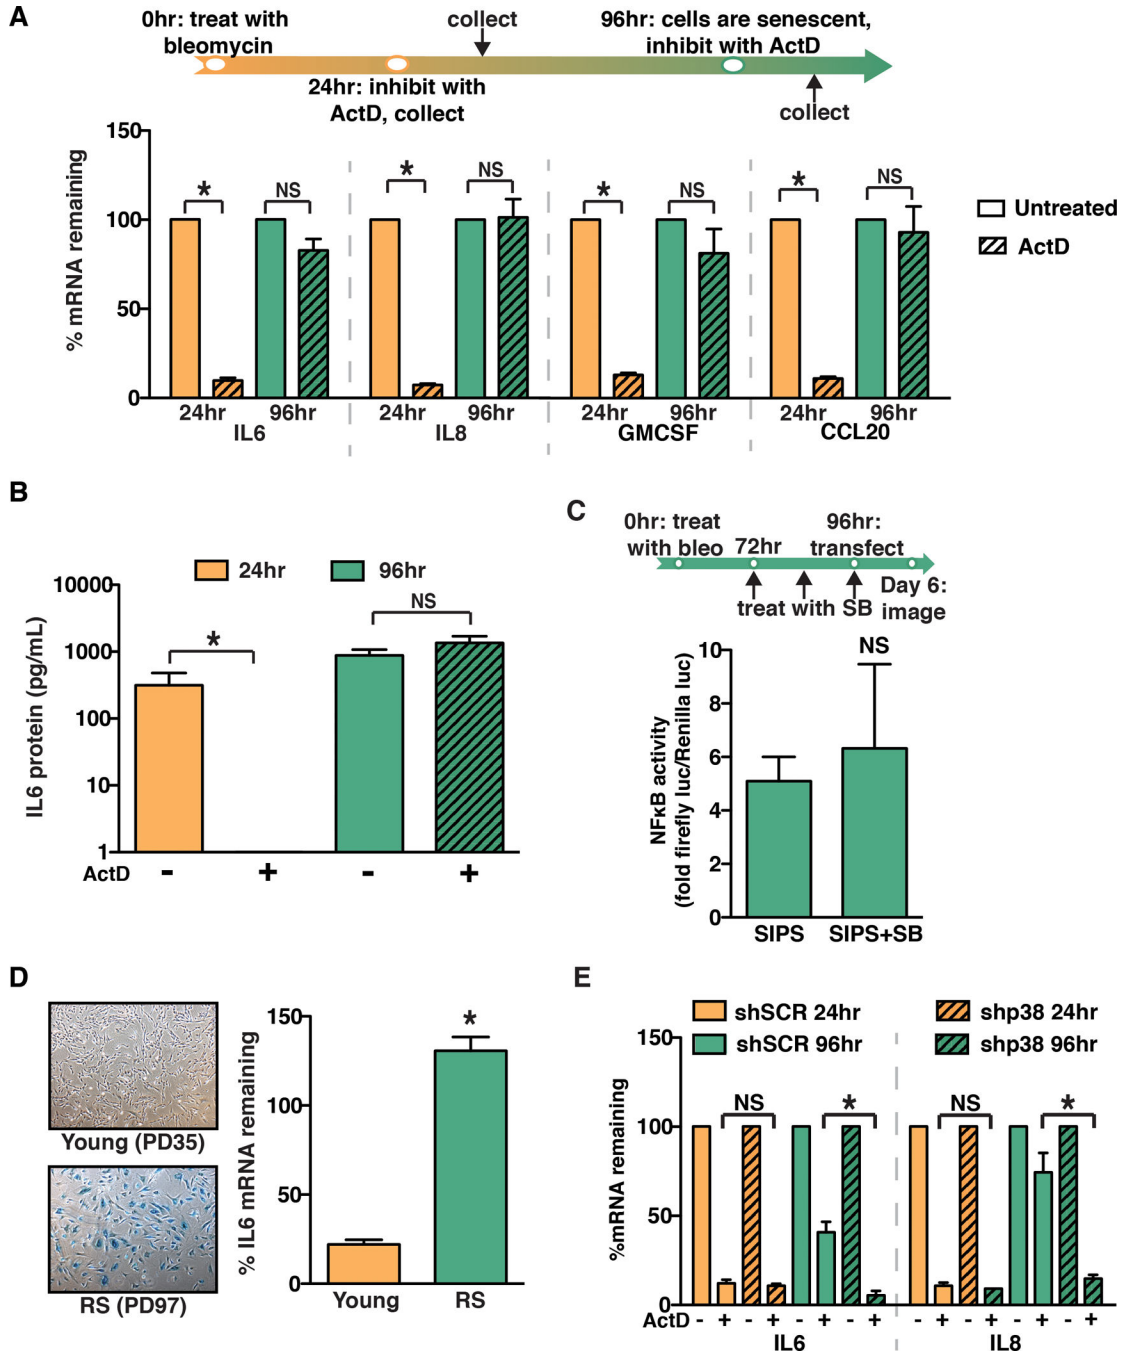 A
0hr: treat with
bleomycin
collect
96hr: cells are senescent,
inhibit with ActD
24hr: inhibit with
ActD, collect
collect
% mRNA remaining
150
100
50
0
*
NS
*
NS
*
NS
*
NS
Untreated
ActD
24hr 96hr 24hr 96hr 24hr 96hr 24hr 96hr
IL6 IL8 GMCSF CCL20
B
24hr 96hr
IL6 protein (pg/mL)
10000
1000
100
10
1
*
NS
ActD - + - +
C
0hr: treat
with bleo
72hr
96hr:
transfect
treat with SB
Day 6:
image
NFκB activity
(fold firefly luc/Renilla luc)
10
8
6
4
2
0
NS
SIPS SIPS+SB
D
Young (PD35)
RS (PD97)
% IL6 mRNA remaining
150
100
50
0
*
Young RS
E
shSCR 24hr shp38 24hr
shSCR 96hr shp38 96hr
%mRNA remaining
150
100
50
0
NS
*
NS
*
ActD - + - + - + - + - + - + - + - +
IL6 IL8